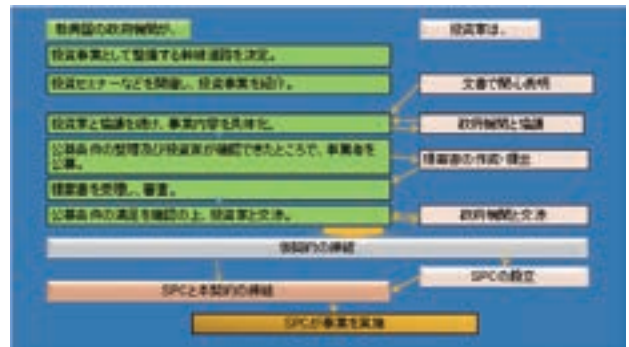 新興国の政府機関が、
投資家は、
投資事業として整備する幹線道路を決定。
投資セミナーなどを開催し、投資事業を紹介。
文書で関心表明
投資家と協議を続け、事業内容を具体化。
政府機関と協議
公募条件の整理及び投資家が確認できたところで、事業者を
公募。
提案書の作成・提出
提案書を受理し、審査。
公募条件の満足を確認の上、投資家と交渉。
政府機関と交渉
仮契約の締結
SPCの設立
SPCと本契約の締結
SPCが事業を実施